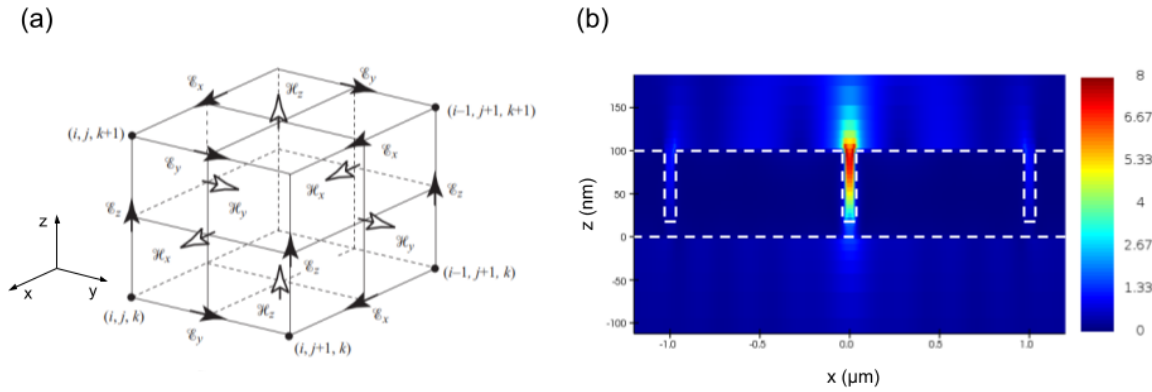 (a)
ℰx
ℰy
ℋz
(i, j, k+1)
(i–1, j+1, k+1)
ℰy
ℰx
ℋx
ℰz
ℋy
ℰz
z
ℋx
ℋy
ℰz
x
y
(i, j, k)
ℋz
(i–1, j+1, k)
ℰy
ℰx
(i, j+1, k)
(b)
z (nm)
150
100
50
0
-50
-100
-1.0
-0.5
0.0
0.5
1.0
x (μm)
8
6.67
5.33
4
2.67
1.33
0